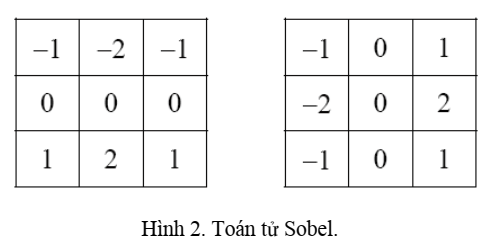 –1 –2 –1 –1 0 1
0 0 0 –2 0 2
1 2 1 –1 0 1
Hình 2. Toán tử Sobel.